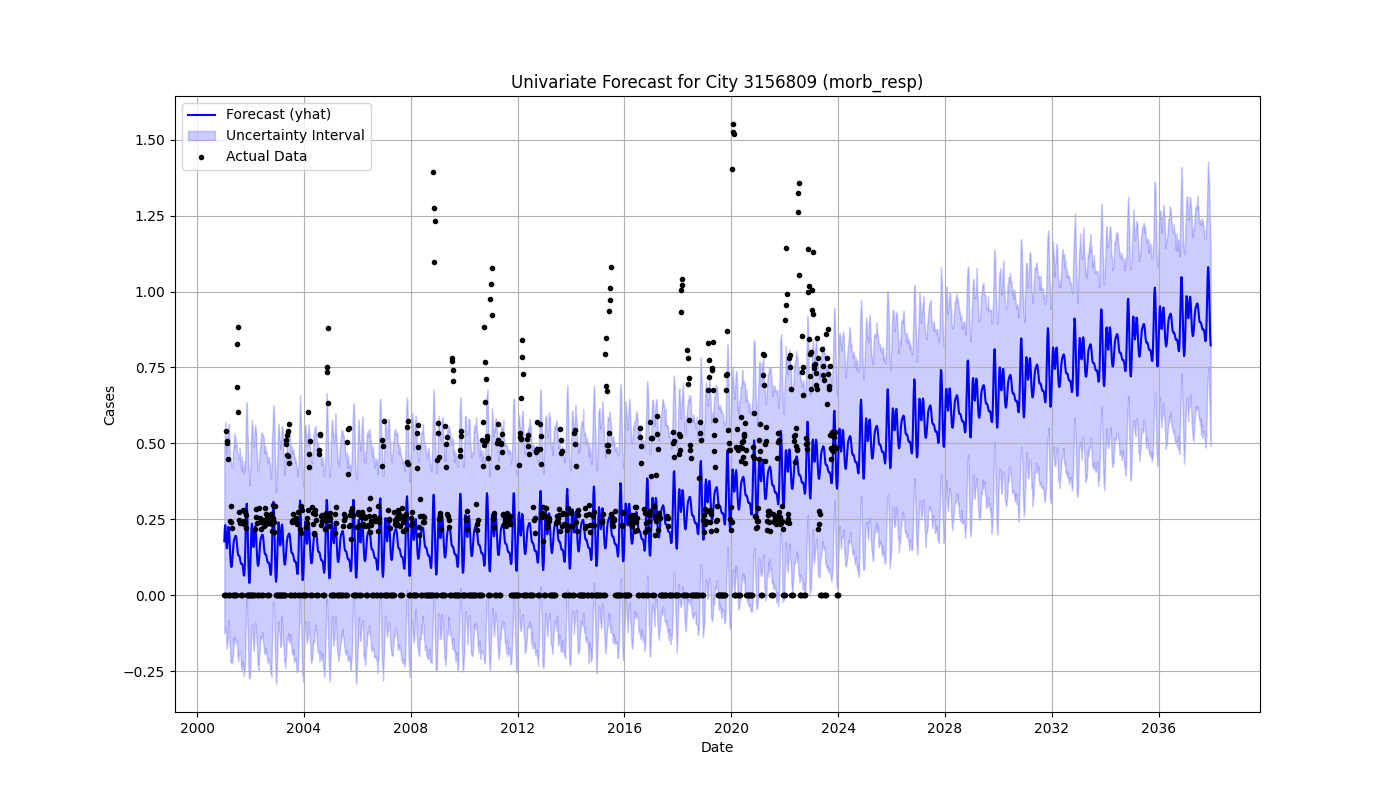 Univariate Forecast for City 3156809 (morb_resp)
Forecast (yhat)
Uncertainty Interval
Actual Data
1.50
1.25
1.00
0.75
0.50
0.25
0.00
−0.25
Cases
2000 2004 2008 2012 2016 2020 2024 2028 2032 2036
Date